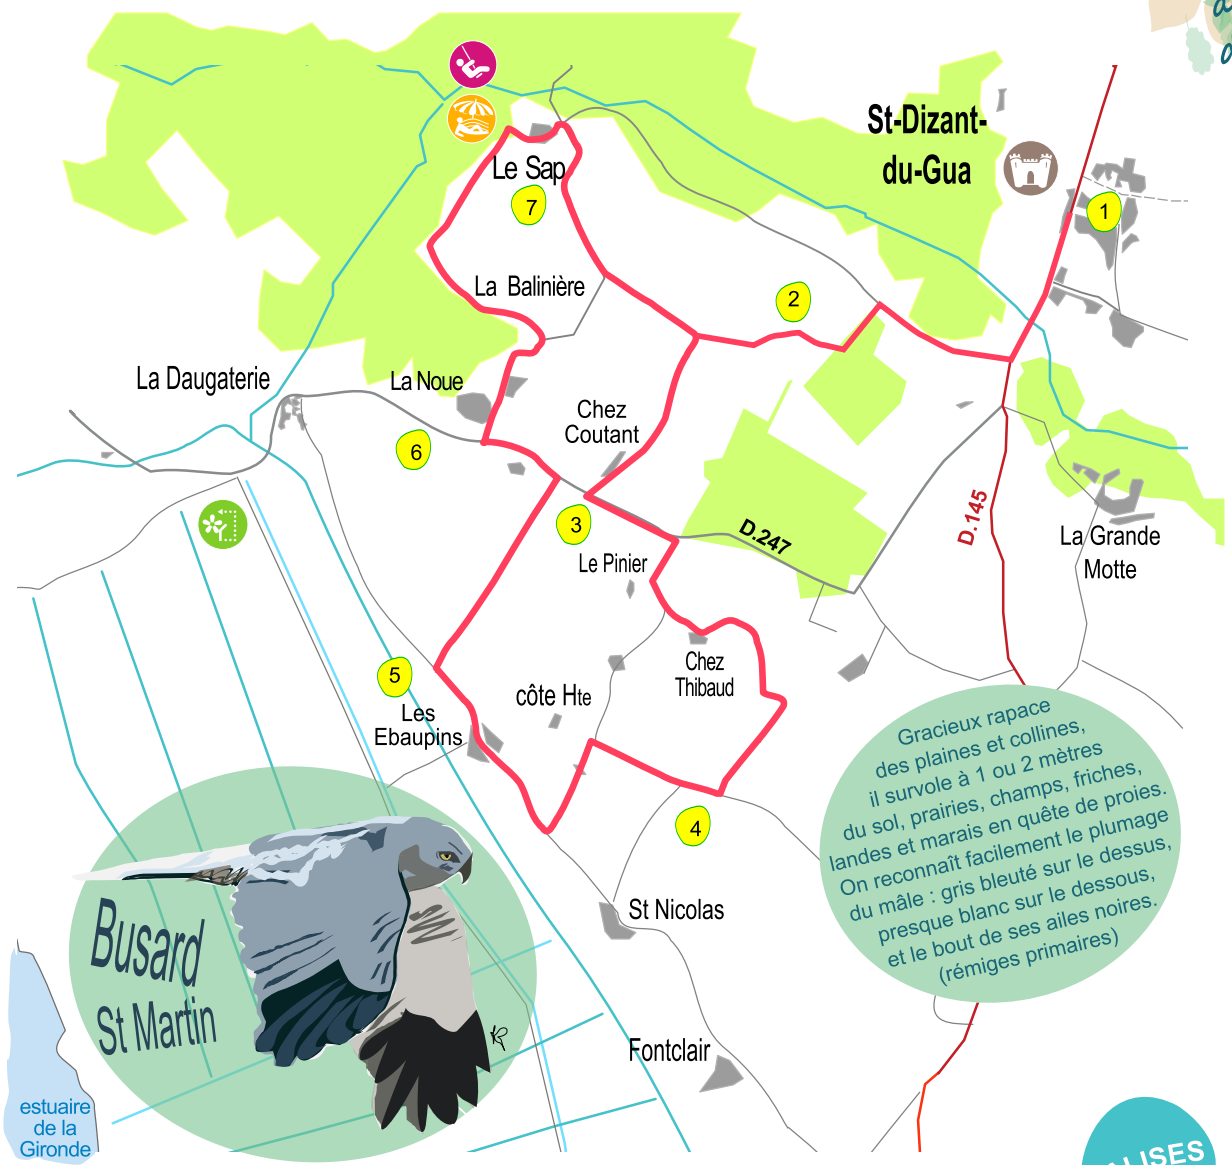 St-Dizant-
du-Gua
1
Le Sap
7
La Balinière
2
La Daugaterie
La Noue
Chez
Coutant
6
3
D.247
D.145
La Grande
Motte
Le Pinier
5
Chez
Thibaud
côte Hte
Les
Ebaupins
4
St Nicolas
Fontclair
Gracieux rapace
des plaines et collines,
il survole à 1 ou 2 mètres
du sol, prairies, champs, friches,
landes et marais en quête de proies.
On reconnaît facilement le plumage
du mâle : gris bleuté sur le dessus,
presque blanc sur le dessous,
et le bout de ses ailes noires.
(rémiges primaires)
Busard
St Martin
estuaire
de la
Gironde